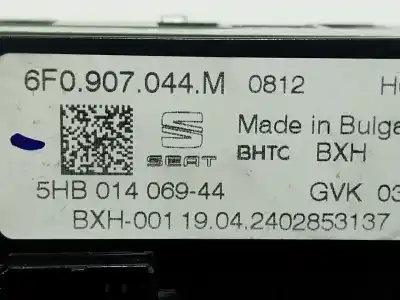 6F0.907.044.M 0812 H
Made in Bulga
SEAT BHTC BXH
5HB 014 069-44 GVK 03
BXH-001 19.04.2402853137